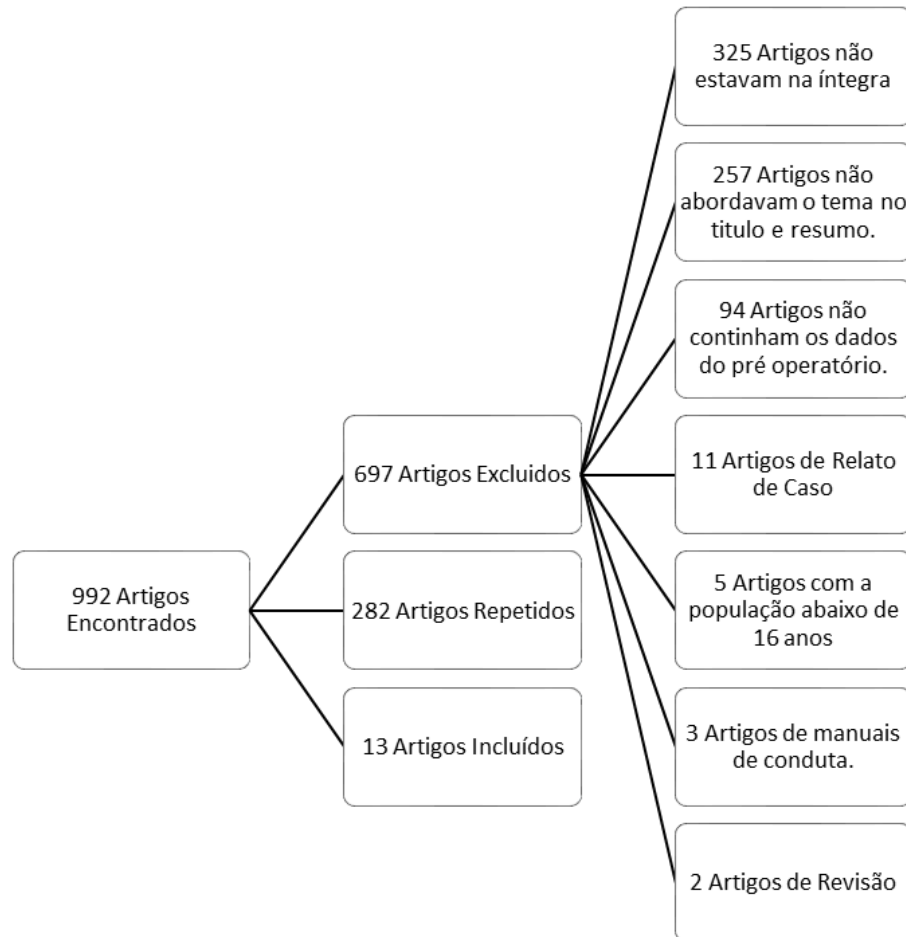 992 Artigos
Encontrados
697 Artigos Excluidos
282 Artigos Repetidos
13 Artigos Incluídos
325 Artigos não
estavam na íntegra
257 Artigos não
abordavam o tema no
titulo e resumo.
94 Artigos não
continham os dados
do pré operatório.
11 Artigos de Relato
de Caso
5 Artigos com a
população abaixo de
16 anos
3 Artigos de manuais
de conduta.
2 Artigos de Revisão